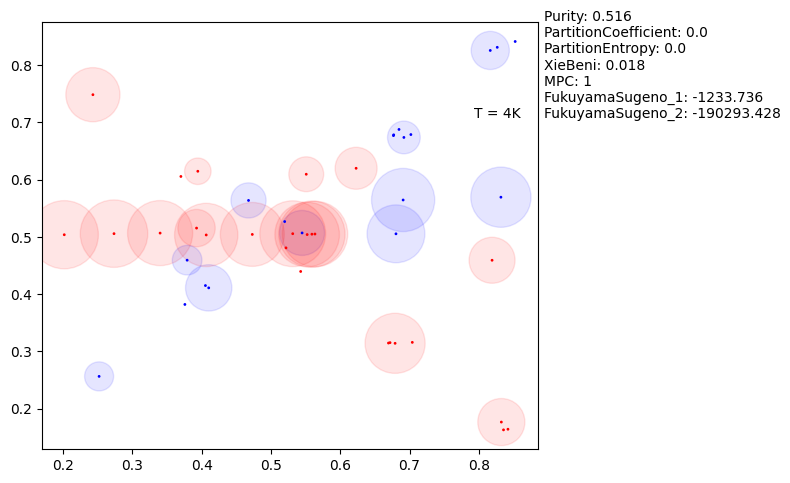 Purity: 0.516
PartitionCoefficient: 0.0
PartitionEntropy: 0.0
XieBeni: 0.018
MPC: 1
FukuyamaSugeno_1: -1233.736
FukuyamaSugeno_2: -190293.428
T = 4K
0.8
0.7
0.6
0.5
0.4
0.3
0.2
0.2 0.3 0.4 0.5 0.6 0.7 0.8